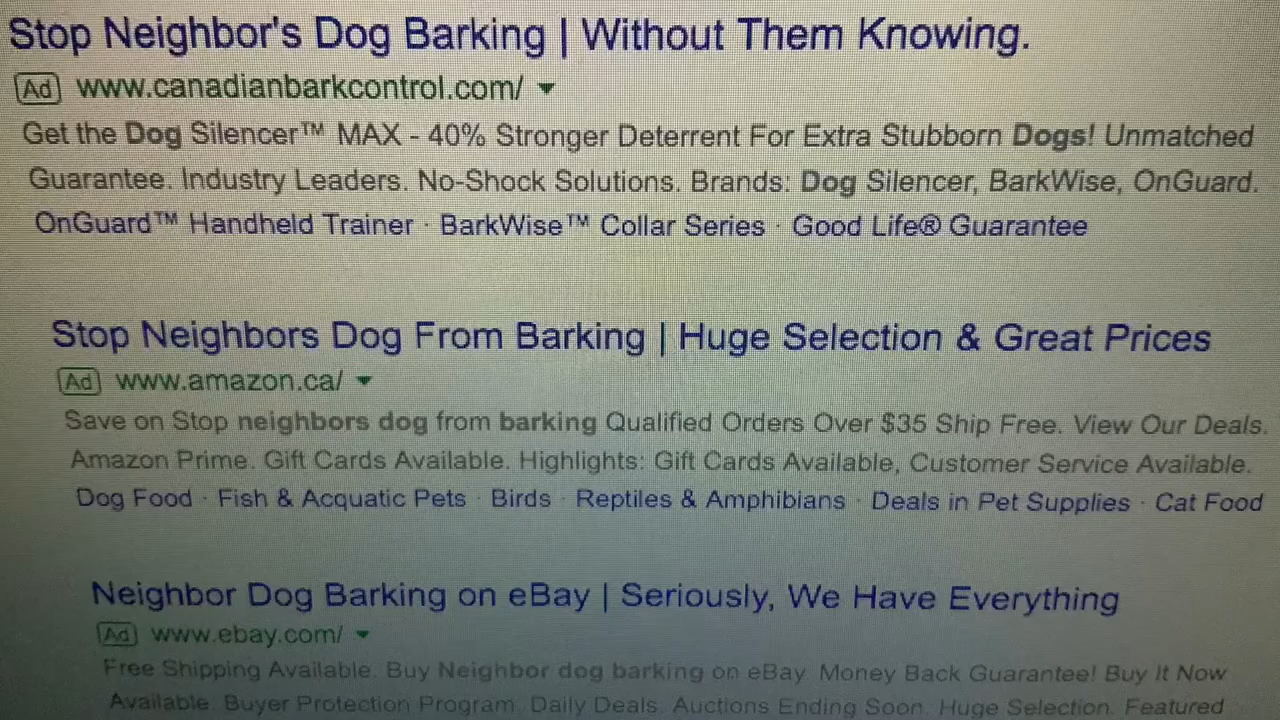 Stop Neighbor's Dog Barking | Without Them Knowing.
Ad www.canadianbarkcontrol.com/
Get the Dog Silencer™ MAX - 40% Stronger Deterrent For Extra Stubborn Dogs! Unmatched
Guarantee. Industry Leaders. No-Shock Solutions. Brands: Dog Silencer, BarkWise, OnGuard.
OnGuard™ Handheld Trainer · BarkWise™ Collar Series · Good Life® Guarantee
Stop Neighbors Dog From Barking | Huge Selection & Great Prices
Ad www.amazon.ca/
Save on Stop neighbors dog from barking Qualified Orders Over $35 Ship Free. View Our Deals.
Amazon Prime. Gift Cards Available. Highlights: Gift Cards Available, Customer Service Available.
Dog Food · Fish & Acquatic Pets · Birds · Reptiles & Amphibians · Deals in Pet Supplies · Cat Food
Neighbor Dog Barking on eBay | Seriously, We Have Everything
Ad www.ebay.com/
Free Shipping Available. Buy Neighbor dog barking on eBay. Money Back Guarantee! Buy It Now
Available. Buyer Protection Program. Daily Deals. Auctions Ending Soon. Huge Selection. Featured